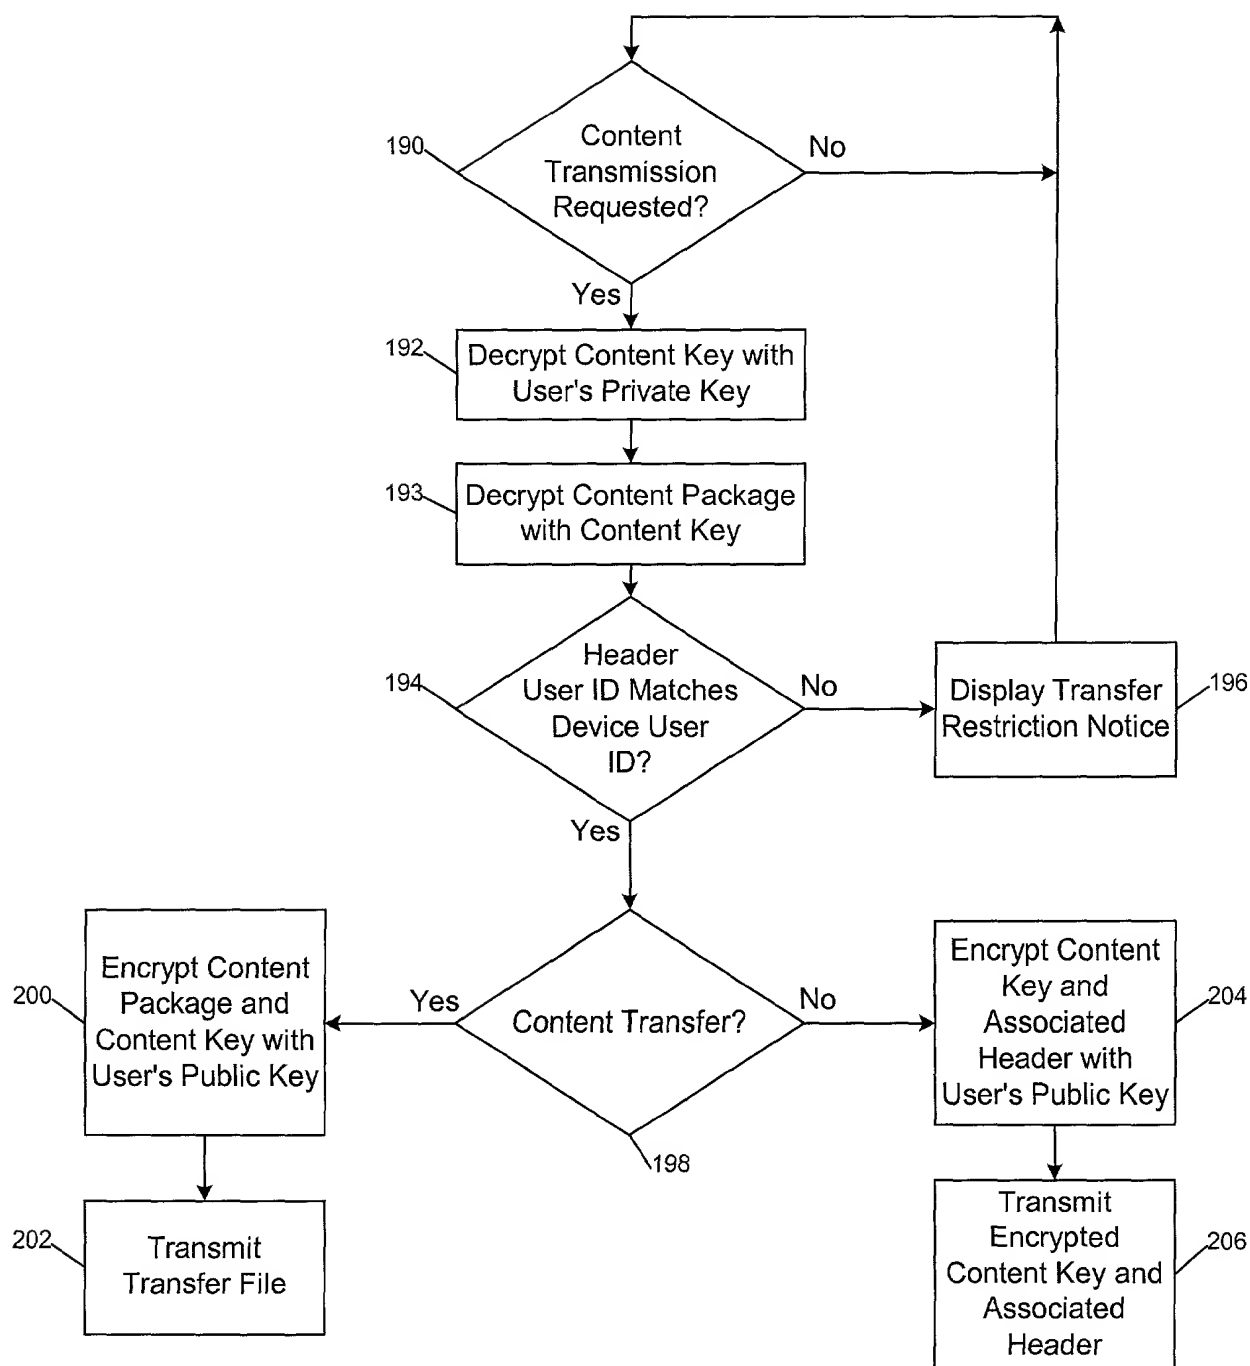 190
Content
Transmission
Requested?
No
Yes
192
Decrypt Content Key with
User's Private Key
193
Decrypt Content Package
with Content Key
194
Header
User ID Matches
Device User
ID?
No
Display Transfer
Restriction Notice
196
Yes
200
Encrypt Content
Package and
Content Key with
User's Public Key
Yes
Content Transfer?
198
No
Encrypt Content
Key and
Associated
Header with
User's Public Key
204
202
Transmit
Transfer File
Transmit
Encrypted
Content Key and
Associated
Header
206